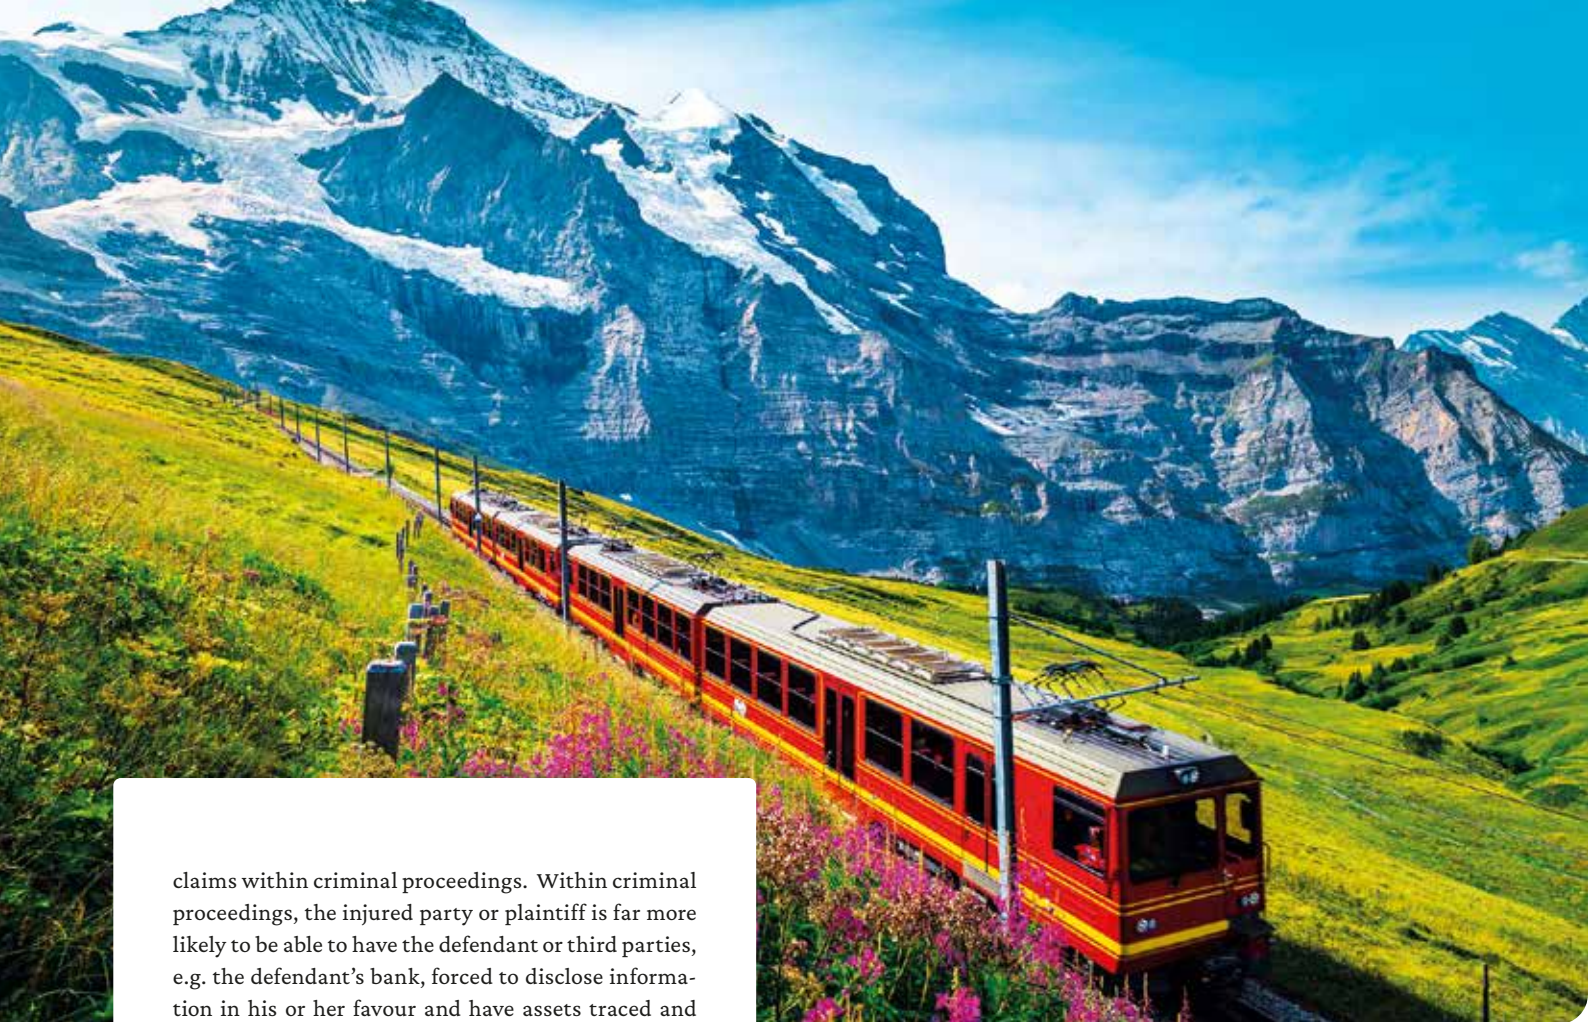 claims within criminal proceedings. Within criminal
proceedings, the injured party or plaintiff is far more
likely to be able to have the defendant or third parties,
e.g. the defendant’s bank, forced to disclose informa-
tion in his or her favour and have assets traced and